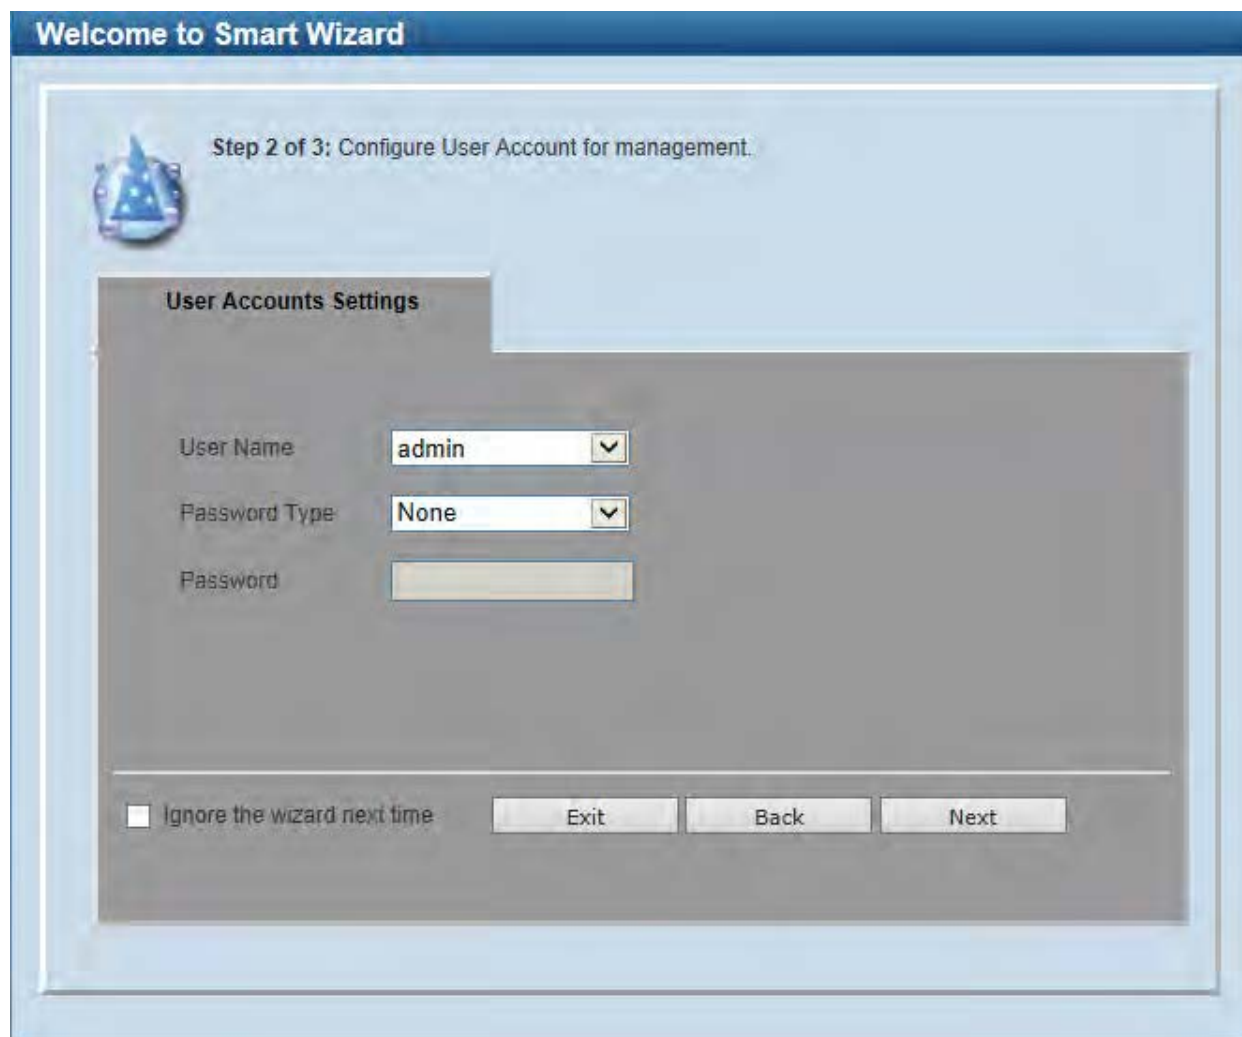 Welcome to Smart Wizard
Step 2 of 3: Configure User Account for management.
User Accounts Settings
User Name admin
Password Type None
Password
Ignore the wizard next time Exit Back Next